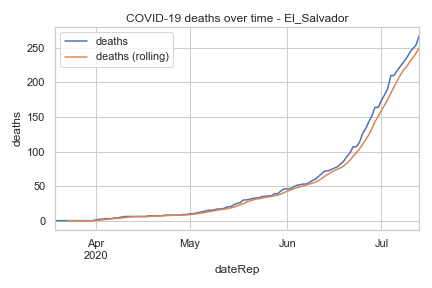 COVID-19 deaths over time - El_Salvador
deaths
deaths (rolling)
deaths
250
200
150
100
50
0
Apr
2020
May
Jun
Jul
dateRep